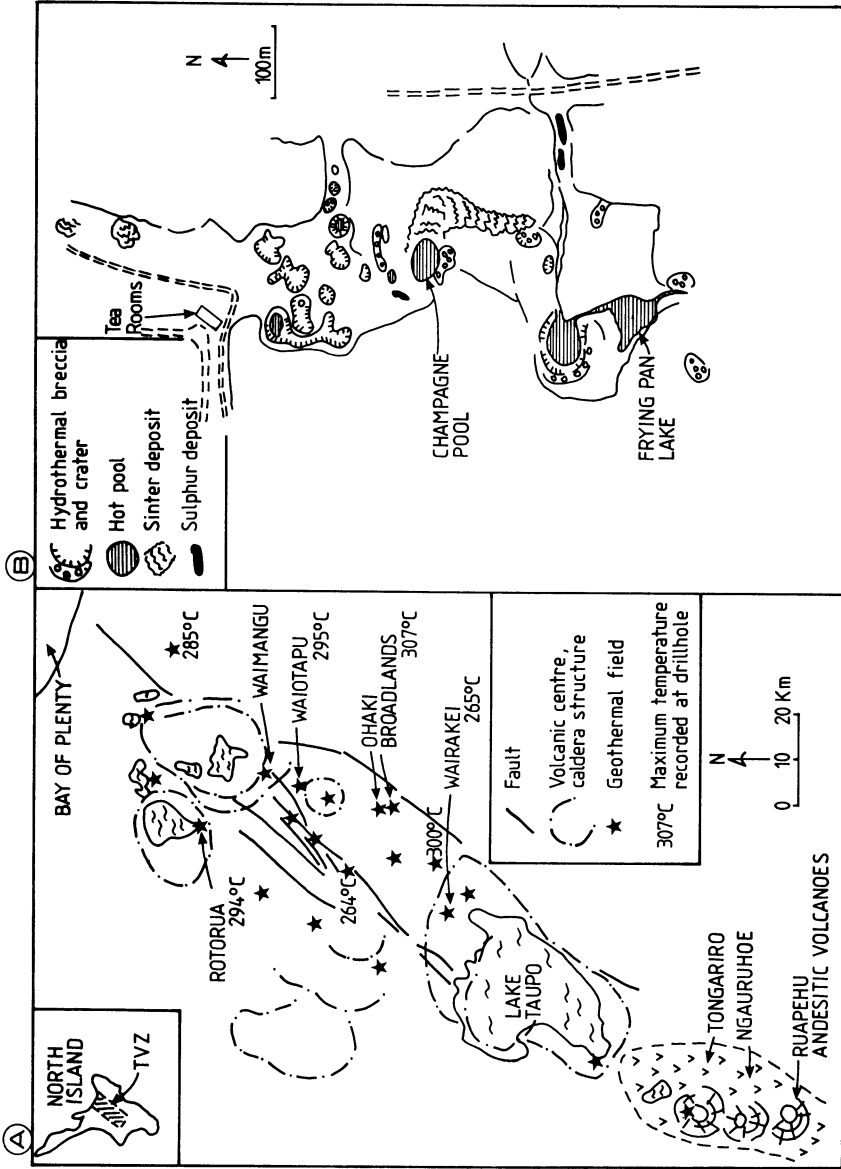 A
NORTH
ISLAND
TVZ
BAY OF PLENTY
285°C
WAIMANGU
WAIOTAPU
295°C
OHAKI
BROADLANDS
307°C
WAIRAKEI
265°C
300°C
ROTORUA
294°C
264°C
LAKE
TAUPO
TONGARIRO
NGAURUHOE
RUAPEHU
ANDESITIC VOLCANOES
Fault
Volcanic centre,
caldera structure
Geothermal field
307°C Maximum temperature
recorded at drillhole
N
0 10 20 Km
B
Hydrothermal breccia
and crater
Hot pool
Sinter deposit
Sulphur deposit
Tea
Rooms
N
100m
CHAMPAGNE
POOL
FRYING PAN
LAKE